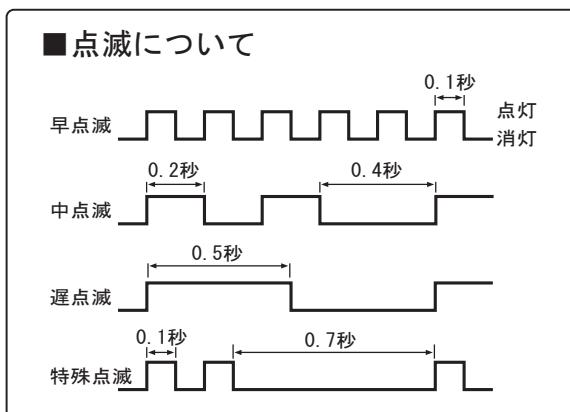 ■点滅について
0.1秒
早点滅
点灯
消灯
0.2秒
0.4秒
中点滅
0.5秒
遅点滅
0.1秒
0.7秒
特殊点滅